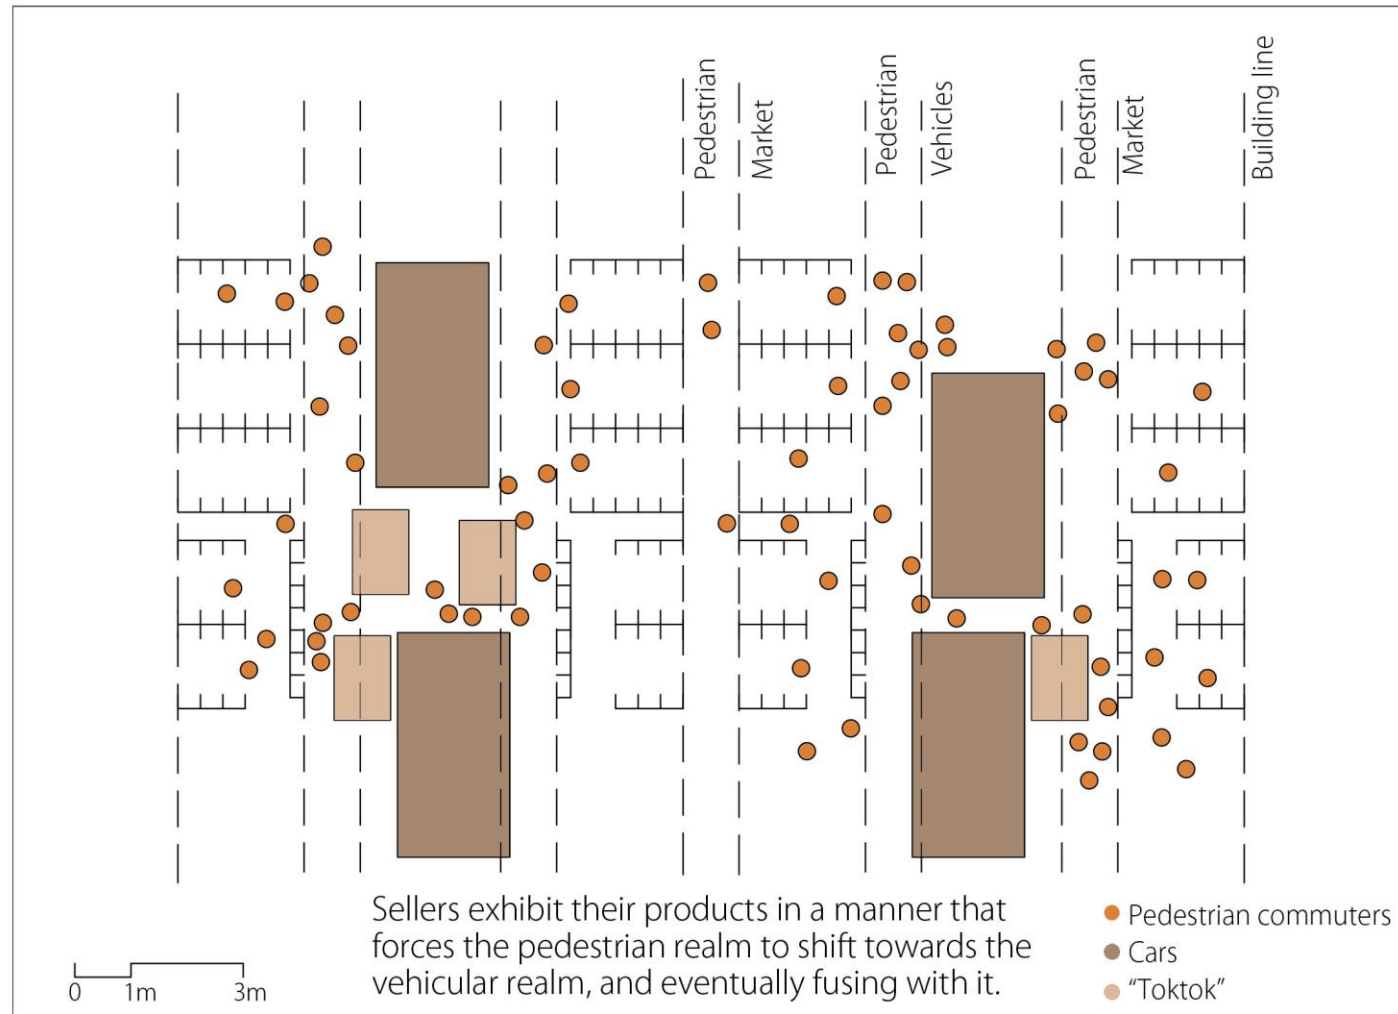 Pedestrian
Market
Pedestrian
Vehicles
Pedestrian
Market
Building line
Sellers exhibit their products in a manner that
forces the pedestrian realm to shift towards the
vehicular realm, and eventually fusing with it.
Pedestrian commuters
Cars
“Toktok”
0 1m 3m